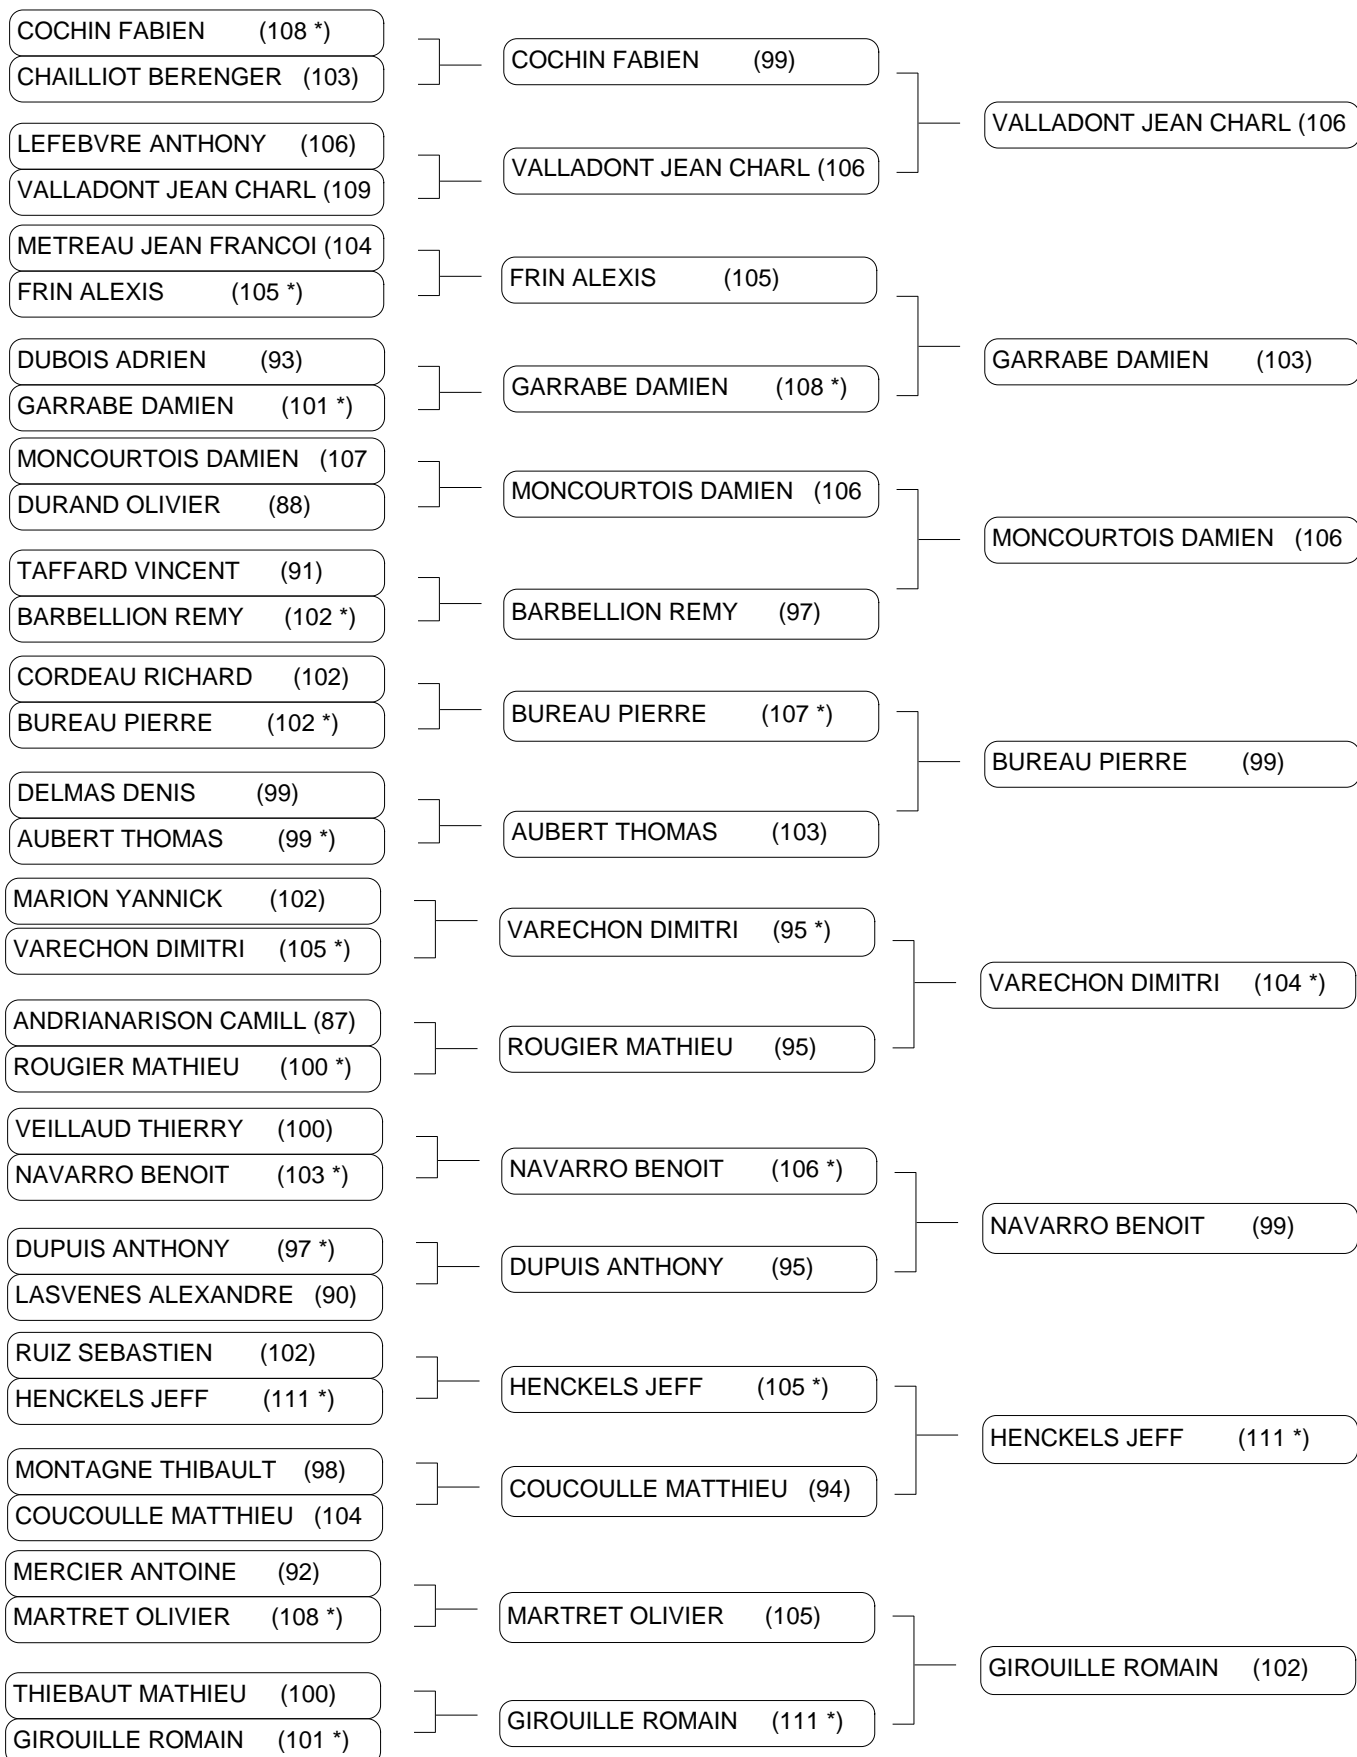 COCHIN FABIEN (108 *)
CHAILLIOT BERENGER (103)
LEFEBVRE ANTHONY (106)
VALLADONT JEAN CHARL (109
METREAU JEAN FRANCOI (104
FRIN ALEXIS (105 *)
DUBOIS ADRIEN (93)
GARRABE DAMIEN (101 *)
MONCOURTOIS DAMIEN (107
DURAND OLIVIER (88)
TAFFARD VINCENT (91)
BARBELLION REMY (102 *)
CORDEAU RICHARD (102)
BUREAU PIERRE (102 *)
DELMAS DENIS (99)
AUBERT THOMAS (99 *)
MARION YANNICK (102)
VARECHON DIMITRI (105 *)
ANDRIANARISON CAMILL (87)
ROUGIER MATHIEU (100 *)
VEILLAUD THIERRY (100)
NAVARRO BENOIT (103 *)
DUPUIS ANTHONY (97 *)
LASVENES ALEXANDRE (90)
RUIZ SEBASTIEN (102)
HENCKELS JEFF (111 *)
MONTAGNE THIBAULT (98)
COUCOULLE MATTHIEU (104
MERCIER ANTOINE (92)
MARTRET OLIVIER (108 *)
THIEBAUT MATHIEU (100)
GIROUILLE ROMAIN (101 *)
COCHIN FABIEN (99)
VALLADONT JEAN CHARL (106
FRIN ALEXIS (105)
GARRABE DAMIEN (108 *)
MONCOURTOIS DAMIEN (106
BARBELLION REMY (97)
BUREAU PIERRE (107 *)
AUBERT THOMAS (103)
VARECHON DIMITRI (95 *)
ROUGIER MATHIEU (95)
NAVARRO BENOIT (106 *)
DUPUIS ANTHONY (95)
HENCKELS JEFF (105 *)
COUCOULLE MATTHIEU (94)
MARTRET OLIVIER (105)
GIROUILLE ROMAIN (111 *)
VALLADONT JEAN CHARL (106
GARRABE DAMIEN (103)
MONCOURTOIS DAMIEN (106
BUREAU PIERRE (99)
VARECHON DIMITRI (104 *)
NAVARRO BENOIT (99)
HENCKELS JEFF (111 *)
GIROUILLE ROMAIN (102)